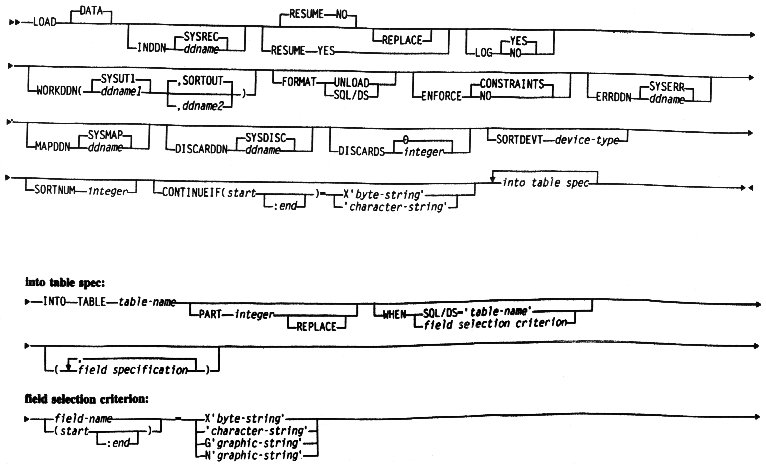 DATA RESUME NO
LOAD SYSREC REPLACE YES
INDDN ddname RESUME YES LOG NO
SYSUT1 ,SORTOUT FORMAT UNLOAD CONSTRAINTS SYSERR
WORKDDN( ddname1 ,ddname2 ) SQL/DS ENFORCE NO ERRDDN ddname
SYSMAP SYSDISC 0 SORTDEVT device-type
MAPDDN ddname DISCARDDN ddname DISCARDS integer
SORTNUM integer CONTINUEIF(start :end )= X'byte-string' into table spec
'character-string'
into table spec:
INTO TABLE table-name
PART integer REPLACE WHEN SQL/DS='table-name'
field selection criterion
( , field specification )
field selection criterion:
field-name = X'byte-string'
(start :end ) 'character-string'
G'graphic-string'
N'graphic-string'